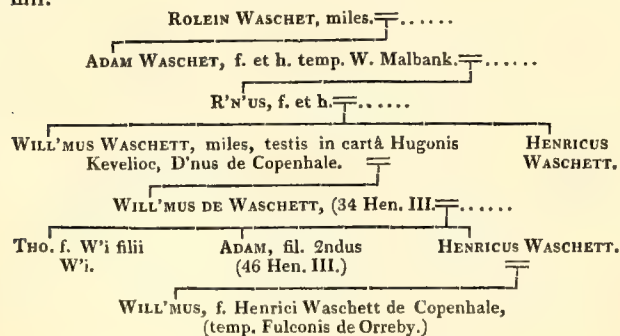 ROLEIN WASCHET, miles.═......
ADAM WASCHET, f. et h. temp. W. Malbank.═......
R'N'US, f. et h.═......
WILL'MUS WASCHETT, miles, testis in cartâ Hugonis
Kevelioc, D'nus de Copenhale. ═
HENRICUS
WASCHETT.
WILL'MUS DE WASCHETT, (34 Hen. III.═......
THO. f. W'i filii
W'i.
ADAM, fil. 2ndus
(46 Hen. III.)
HENRICUS WASCHETT.
═
WILL'MUS, f. Henrici Waschett de Copenhale,
(temp. Fulconis de Orreby.)